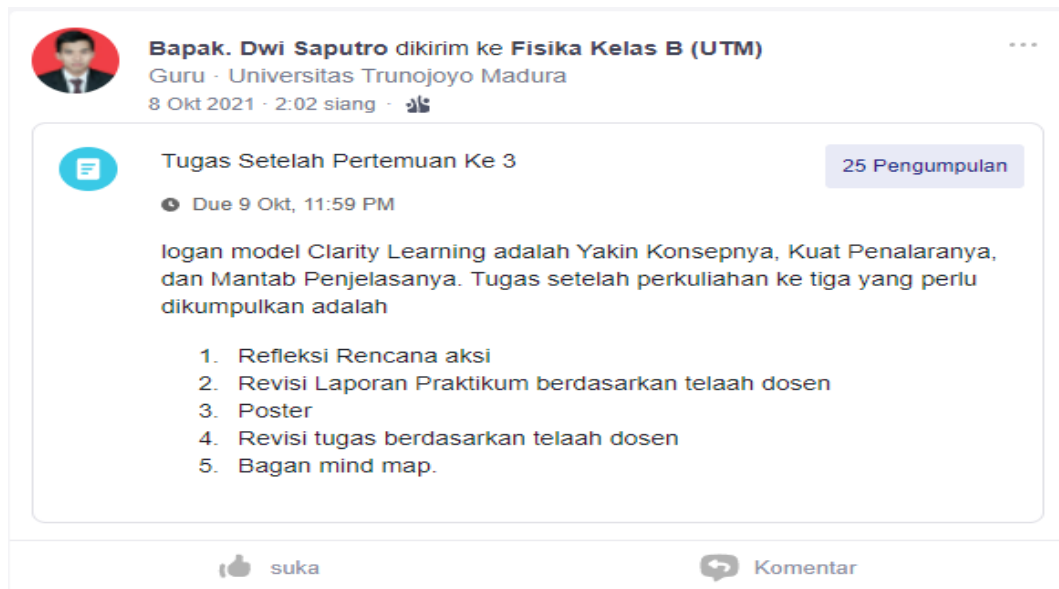 Bapak. Dwi Saputro dikirim ke Fisika Kelas B (UTM)
Guru · Universitas Trunojoyo Madura
8 Okt 2021 · 2:02 siang ·
Tugas Setelah Pertemuan Ke 3
25 Pengumpulan
Due 9 Okt, 11:59 PM
logan model Clarity Learning adalah Yakin Konsepnya, Kuat Penalaranya,
dan Mantab Penjelasanya. Tugas setelah perkuliahan ke tiga yang perlu
dikumpulkan adalah
1. Refleksi Rencana aksi
2. Revisi Laporan Praktikum berdasarkan telaah dosen
3. Poster
4. Revisi tugas berdasarkan telaah dosen
5. Bagan mind map.
suka
Komentar